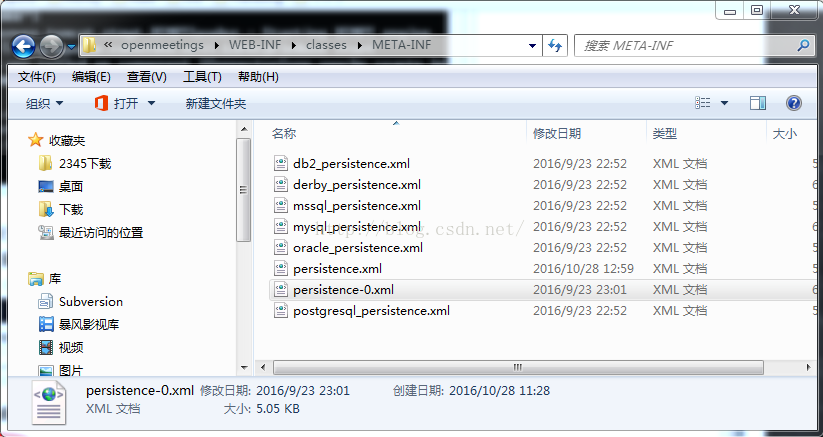 « openmeetings ▸ WEB-INF ▸ classes ▸ META-INF
搜索 META-INF
文件(F) 编辑(E) 查看(V) 工具(T) 帮助(H)
组织 打开 新建文件夹
收藏夹
2345下载
桌面
下载
最近访问的位置
库
Subversion
暴风影视库
视频
图片
名称 修改日期 类型 大小
db2_persistence.xml 2016/9/23 22:52 XML 文档 5
derby_persistence.xml 2016/9/23 22:52 XML 文档 6
mssql_persistence.xml 2016/9/23 22:52 XML 文档 5
mysql_persistence.xml 2016/9/23 22:52 XML 文档 6
oracle_persistence.xml 2016/9/23 22:52 XML 文档 5
persistence.xml 2016/10/28 12:59 XML 文档 6
persistence-0.xml 2016/9/23 23:01 XML 文档 6
postgresql_persistence.xml 2016/9/23 22:52 XML 文档 5
http://blog.csdn.net/
persistence-0.xml 修改日期: 2016/9/23 23:01 创建日期: 2016/10/28 11:28
XML 文档 大小: 5.05 KB